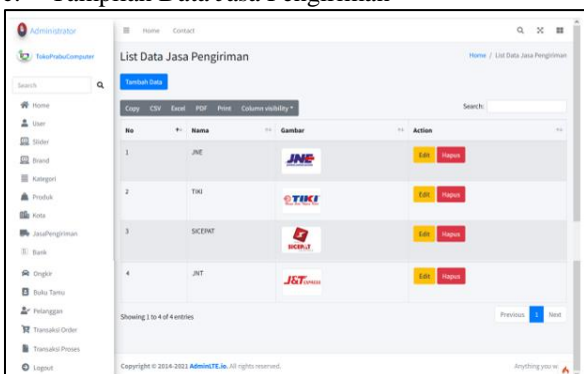 Tampilan Data Jasa Pengiriman
Administrator
Home Contact
TokoPrabuComputer
List Data Jasa Pengiriman
Home / List Data Jasa Pengiriman
Search
Tambah Data
Copy CSV Excel PDF Print Column visibility
Search:
Home
User
Slider
Brand
Kategori
Produk
Kota
JasaPengiriman
Bank
Ongkir
Buku Tamu
Pelanggan
Transaksi Order
Transaksi Proses
Logout
No Nama Gambar Action
1 JNE JNE Edit Hapus
2 TIKI TIKI Edit Hapus
3 SICEPAT SICEPAT Edit Hapus
4 JNT J&T EXPRESS Edit Hapus
Showing 1 to 4 of 4 entries
Previous 1 Next
Copyright © 2014-2021 AdminLTE.io. All rights reserved.
Anything you w